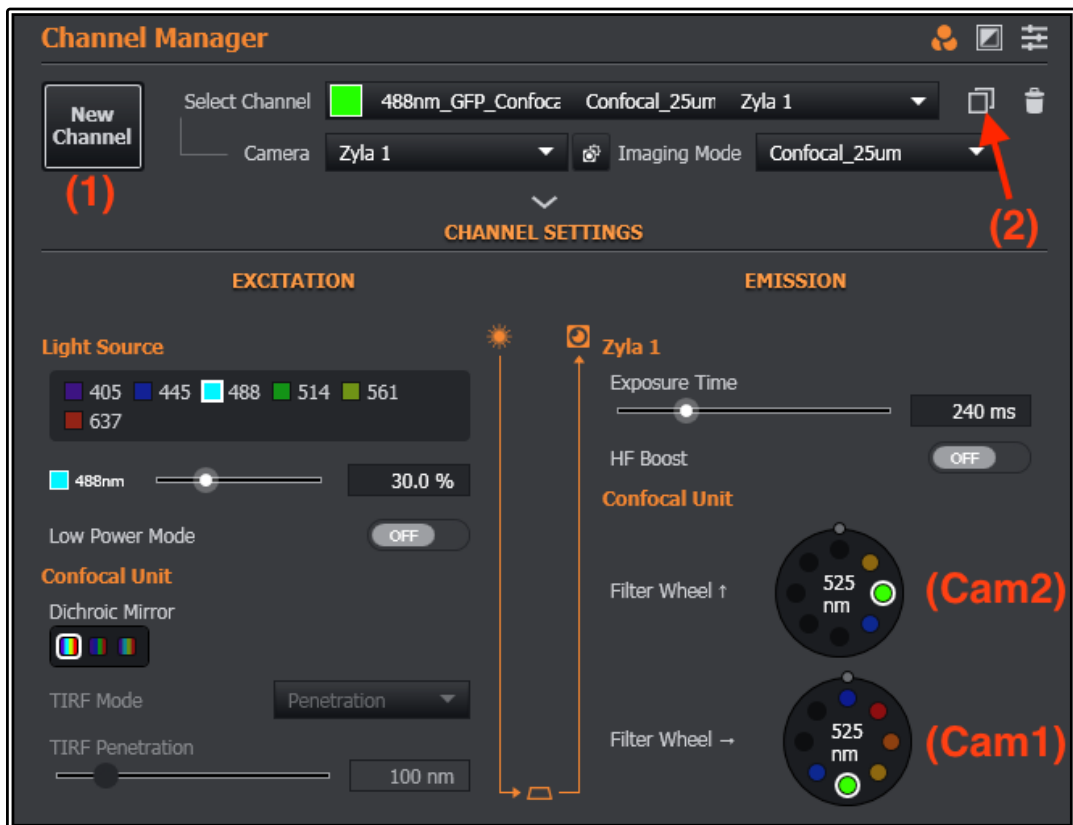 Channel Manager
New Channel
(1)
Select Channel 488nm_GFP_Confoca Confocal_25um Zyla 1
Camera Zyla 1 Imaging Mode Confocal_25um
(2)
CHANNEL SETTINGS
EXCITATION
Light Source
405 445 488 514 561
637
488nm 30.0 %
Low Power Mode OFF
Confocal Unit
Dichroic Mirror
TIRF Mode Penetration
TIRF Penetration
100 nm
EMISSION
Zyla 1
Exposure Time
240 ms
HF Boost OFF
Confocal Unit
Filter Wheel ↑ 525 nm (Cam2)
Filter Wheel → 525 nm (Cam1)